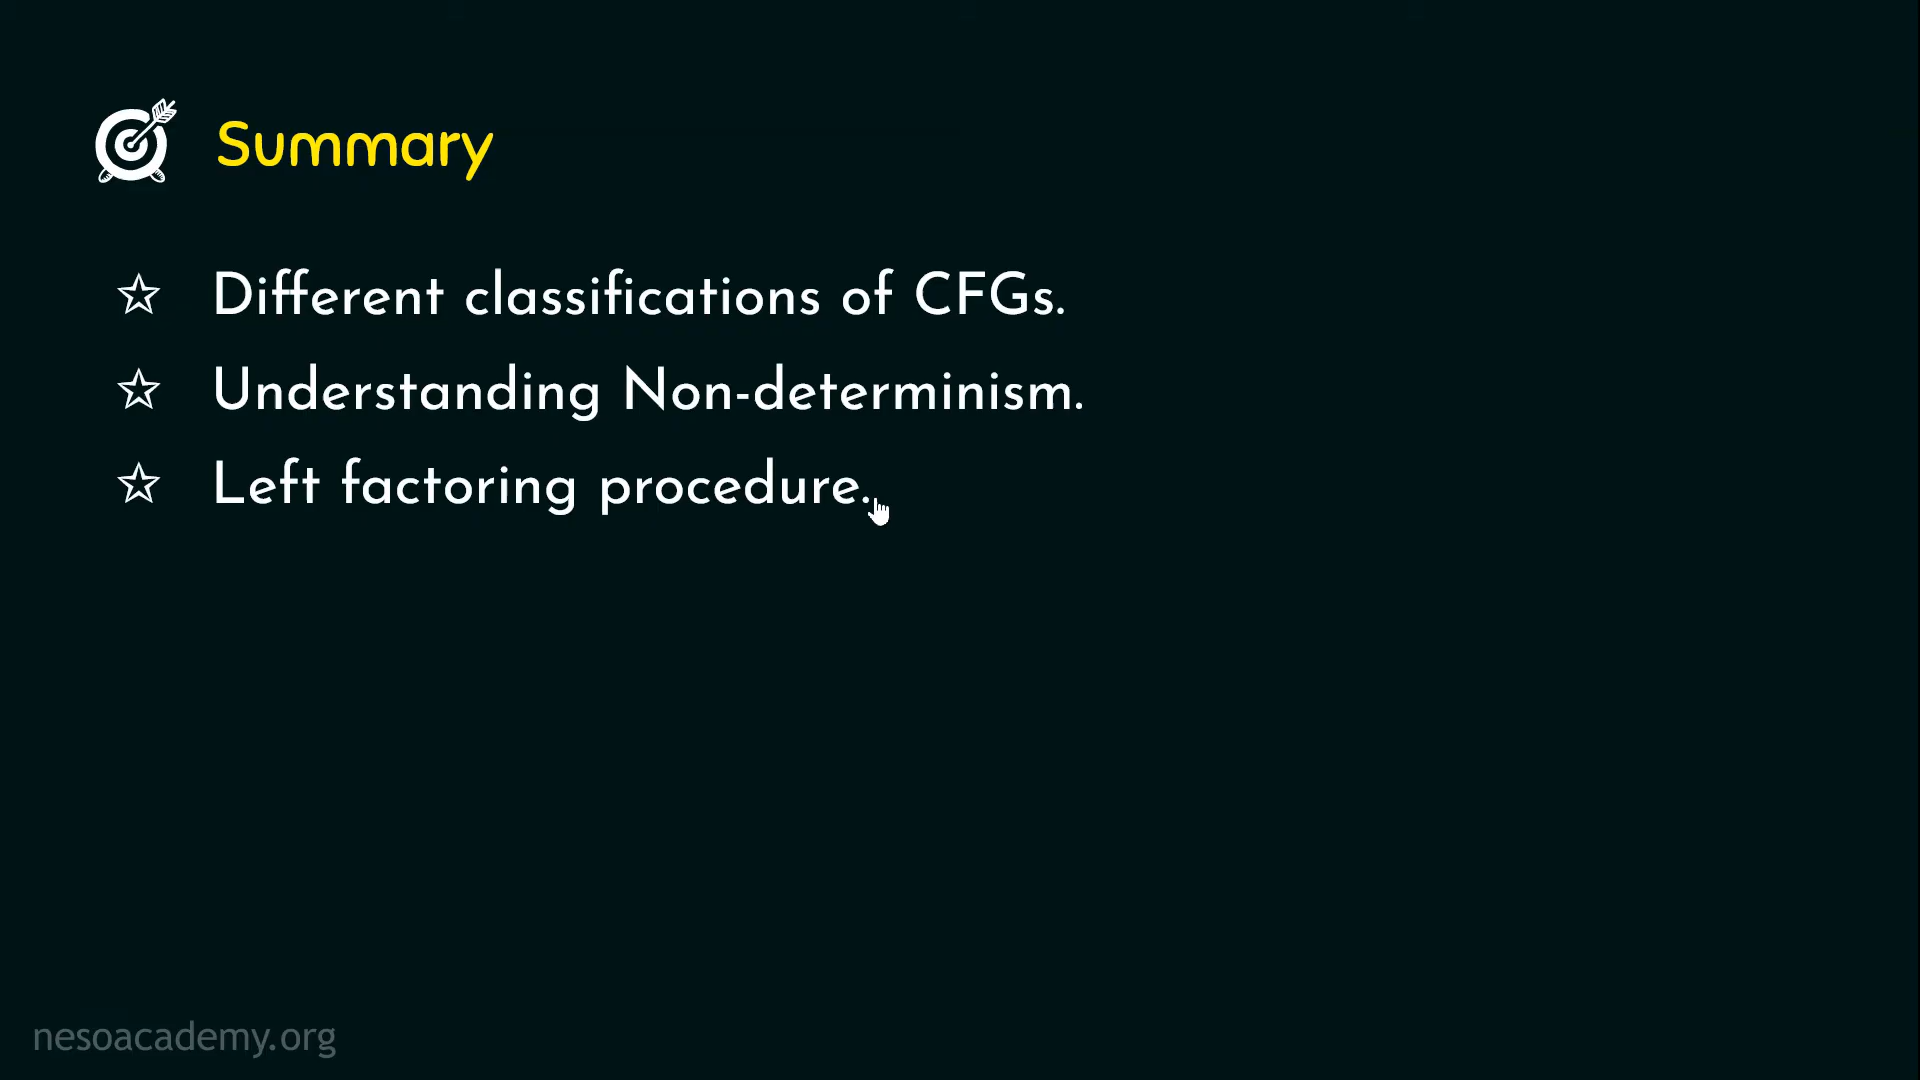 Summary
Different classifications of CFGs.
Understanding Non-determinism.
Left factoring procedure.
nesoacademy.org